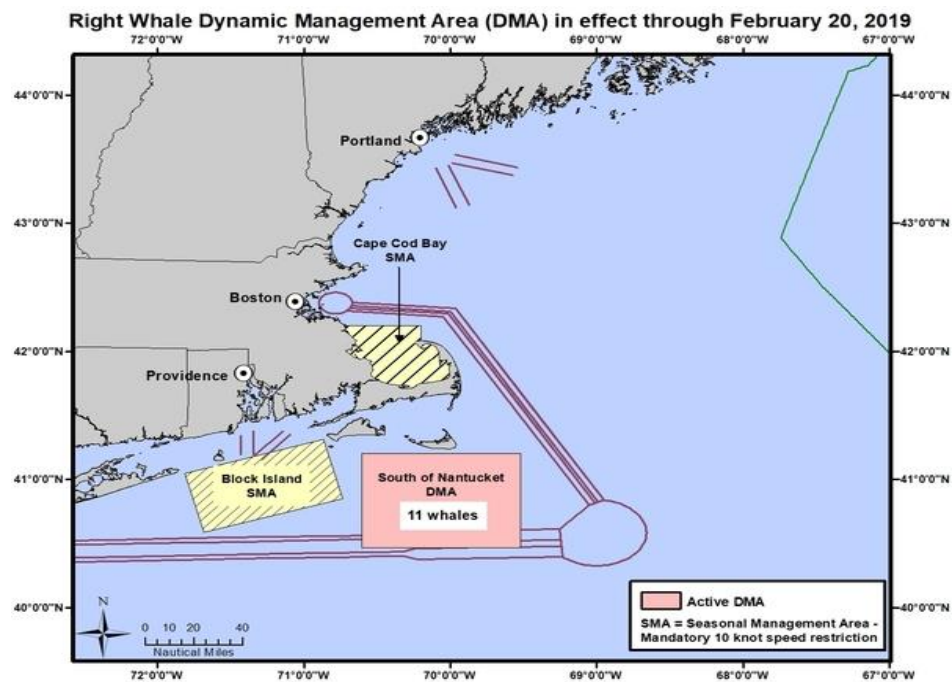 Right Whale Dynamic Management Area (DMA) in effect through February 20, 2019
72°0'0"W 71°0'0"W 70°0'0"W 69°0'0"W 68°0'0"W 67°0'0"W
44°0'0"N 44°0'0"N
Portland
43°0'0"N 43°0'0"N
Cape Cod Bay
SMA
Boston
42°0'0"N 42°0'0"N
Providence
41°0'0"N 41°0'0"N
Block Island
SMA
South of Nantucket
DMA
11 whales
40°0'0"N 40°0'0"N
N
0 10 20 40
Nautical Miles
Active DMA
SMA = Seasonal Management Area -
Mandatory 10 knot speed restriction
72°0'0"W 71°0'0"W 70°0'0"W 69°0'0"W 68°0'0"W 67°0'0"W